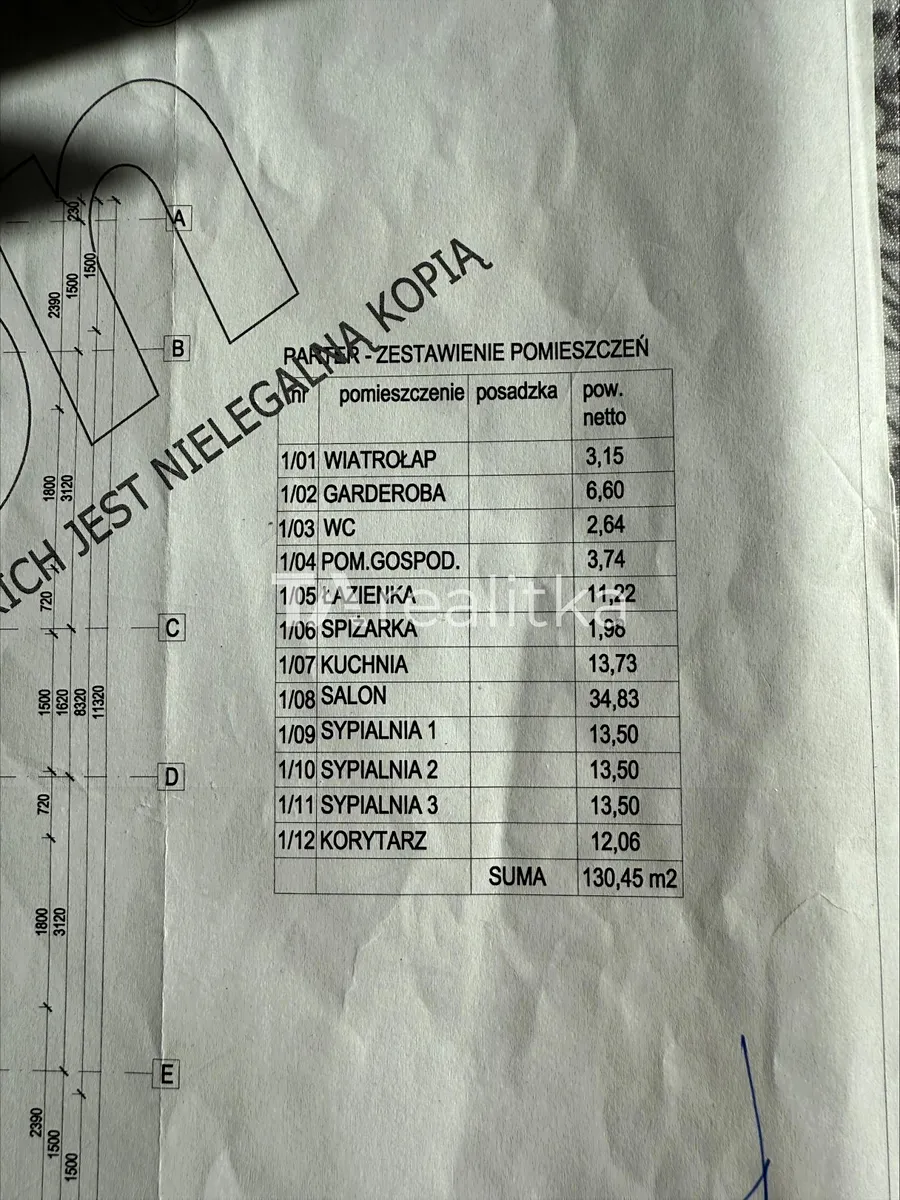 PARTER - ZESTAWIENIE POMIESZCZEŃ
nr pomieszczenie posadzka pow. netto
1/01 WIATROŁAP 3,15
1/02 GARDEROBA 6,60
1/03 WC 2,64
1/04 POM.GOSPOD. 3,74
1/05 ŁAZIENKA 11,22
1/06 SPIŻARKA 1,98
1/07 KUCHNIA 13,73
1/08 SALON 34,83
1/09 SYPIALNIA 1 13,50
1/10 SYPIALNIA 2 13,50
1/11 SYPIALNIA 3 13,50
1/12 KORYTARZ 12,06
SUMA 130,45 m2
JEST NIELEGALNA KOPIĄ
realitka
A
B
C
D
E
230
1500
1500
2390
1800
3120
720
1500
1620
8320
11320
720
1800
3120
2390
1500
1500